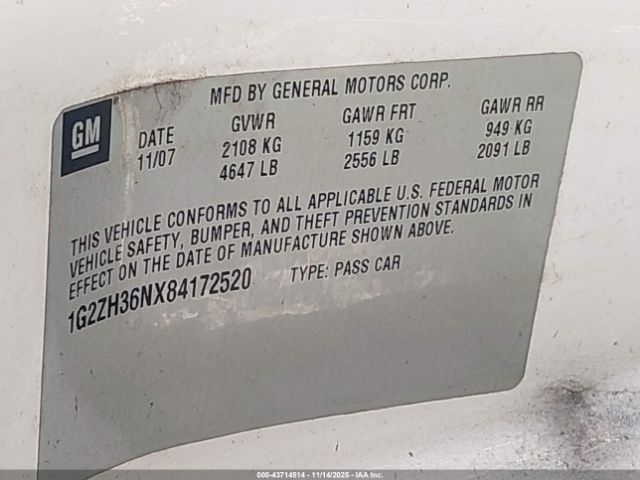 MFD BY GENERAL MOTORS CORP.
GM
DATE GVWR GAWR FRT GAWR RR
11/07 2108 KG 1159 KG 949 KG
4647 LB 2556 LB 2091 LB
THIS VEHICLE CONFORMS TO ALL APPLICABLE U.S. FEDERAL MOTOR
VEHICLE SAFETY, BUMPER, AND THEFT PREVENTION STANDARDS IN
EFFECT ON THE DATE OF MANUFACTURE SHOWN ABOVE.
1G2ZH36NX84172520 TYPE: PASS CAR
000-43714514 - 11/14/2025 - IAA Inc.